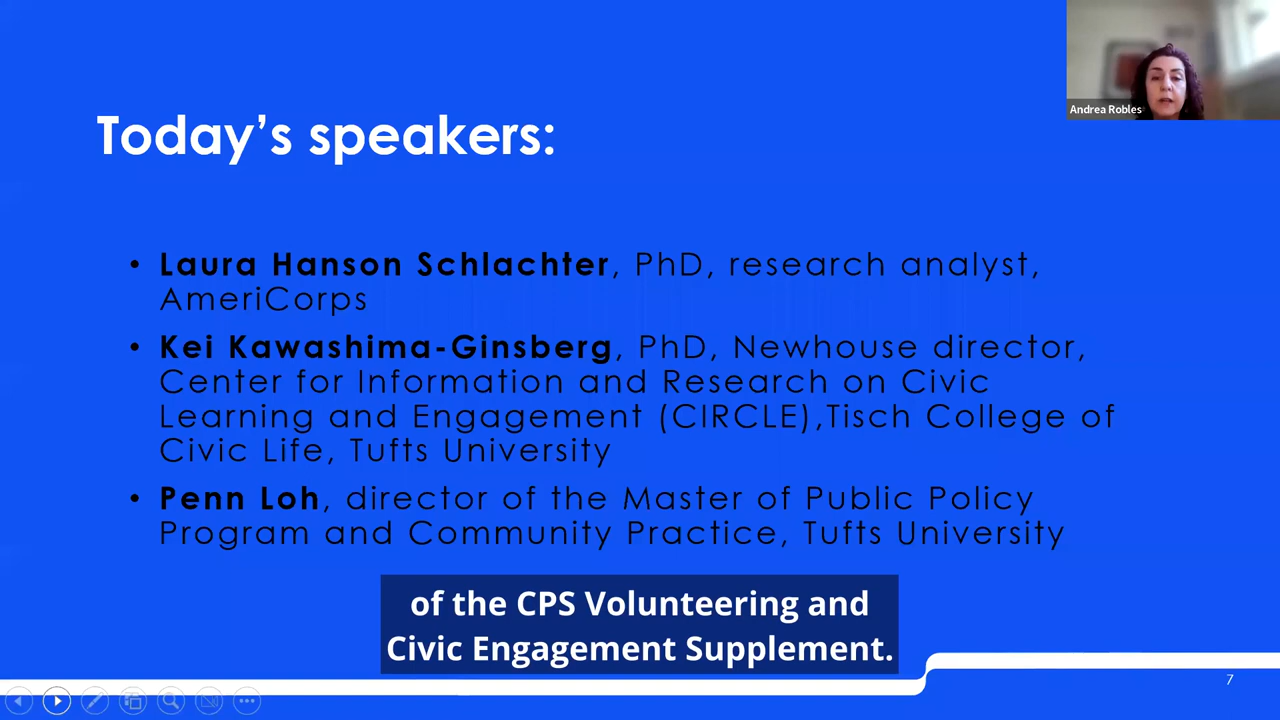 Andrea Robles
Today's speakers:
• Laura Hanson Schlachter, PhD, research analyst,
AmeriCorps
• Kei Kawashima-Ginsberg, PhD, Newhouse director,
Center for Information and Research on Civic
Learning and Engagement (CIRCLE),Tisch College of
Civic Life, Tufts University
• Penn Loh, director of the Master of Public Policy
Program and Community Practice, Tufts University
of the CPS Volunteering and
Civic Engagement Supplement.
7